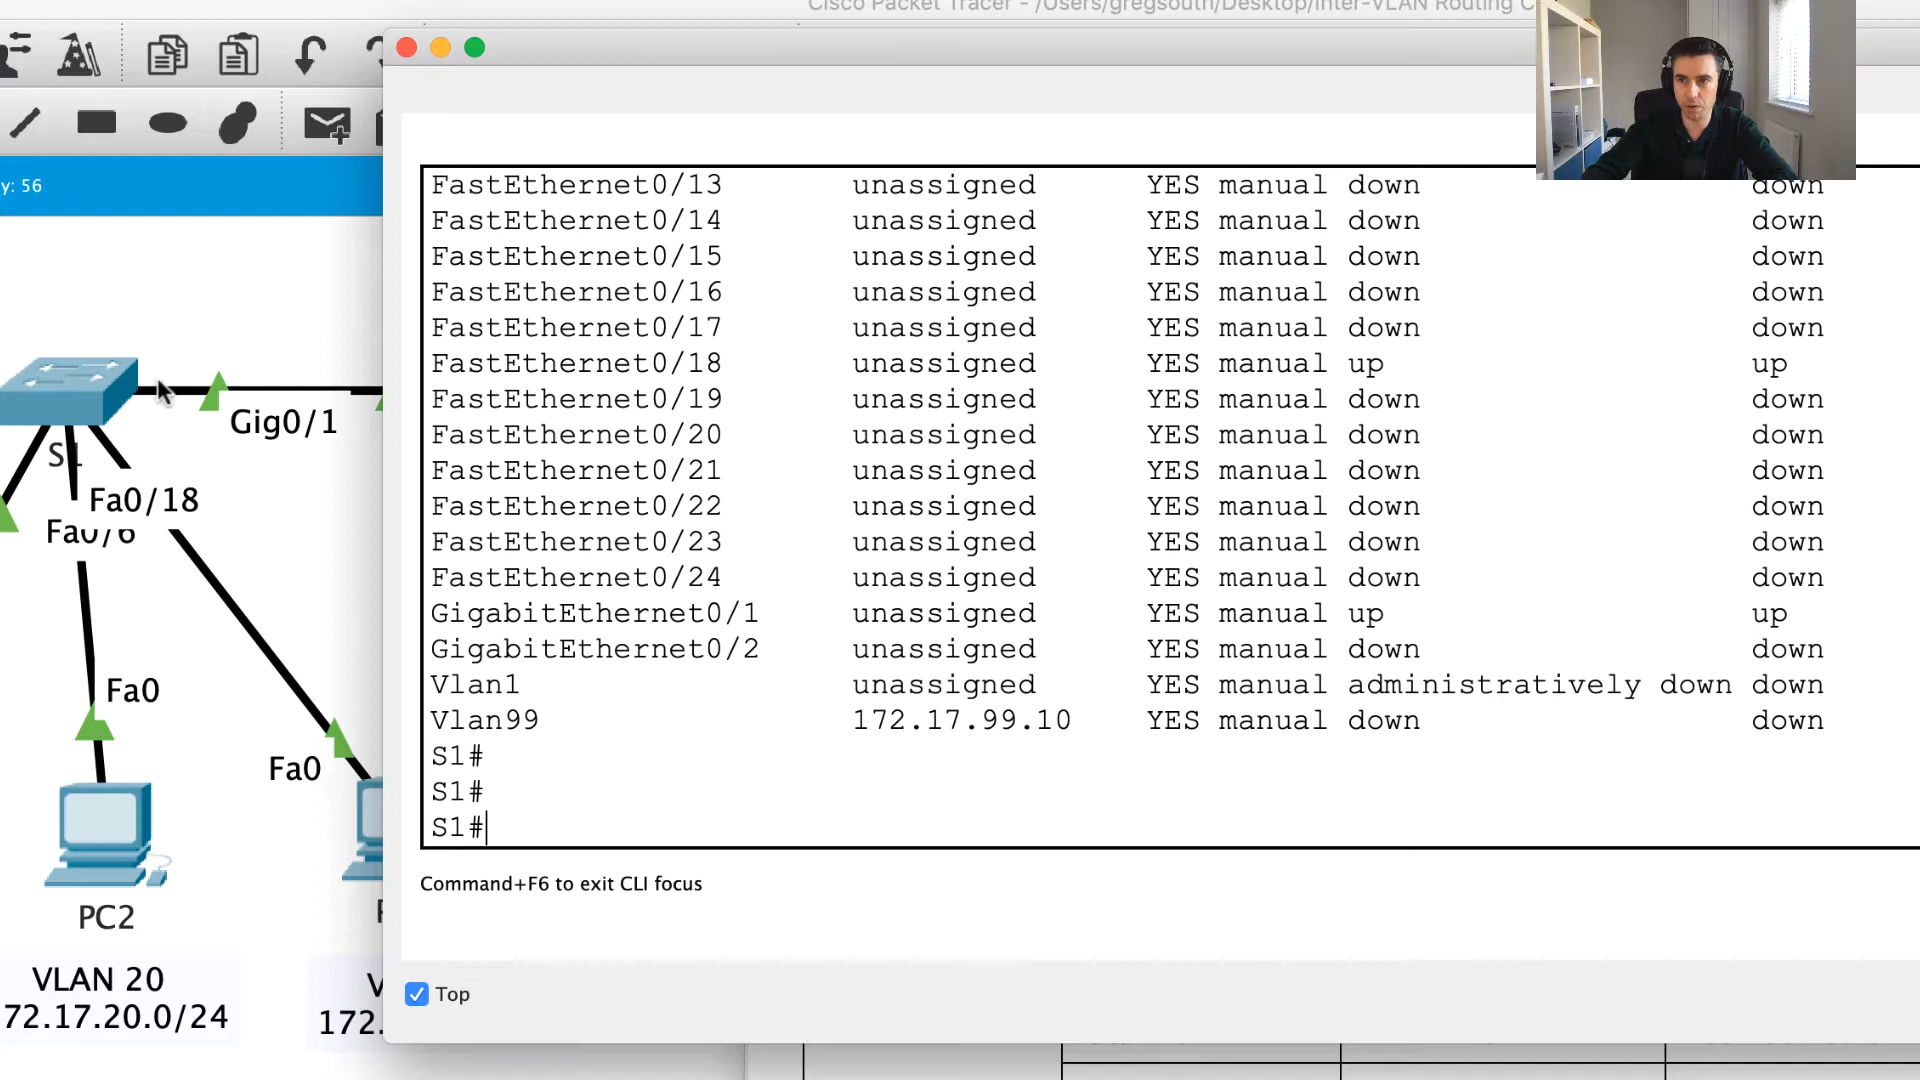 Cisco Packet Tracer - /Users/gregsouth/Desktop/Inter-VLAN Routing C
y: 56
FastEthernet0/13 unassigned YES manual down down
FastEthernet0/14 unassigned YES manual down down
FastEthernet0/15 unassigned YES manual down down
FastEthernet0/16 unassigned YES manual down down
FastEthernet0/17 unassigned YES manual down down
FastEthernet0/18 unassigned YES manual up up
FastEthernet0/19 unassigned YES manual down down
FastEthernet0/20 unassigned YES manual down down
FastEthernet0/21 unassigned YES manual down down
FastEthernet0/22 unassigned YES manual down down
FastEthernet0/23 unassigned YES manual down down
FastEthernet0/24 unassigned YES manual down down
GigabitEthernet0/1 unassigned YES manual up up
GigabitEthernet0/2 unassigned YES manual down down
Vlan1 unassigned YES manual administratively down down
Vlan99 172.17.99.10 YES manual down down
S1#
S1#
S1#
Command+F6 to exit CLI focus
Top
Gig0/1
S1
Fa0/18
Fa0/6
Fa0
Fa0
PC2
VLAN 20
72.17.20.0/24
V
172.